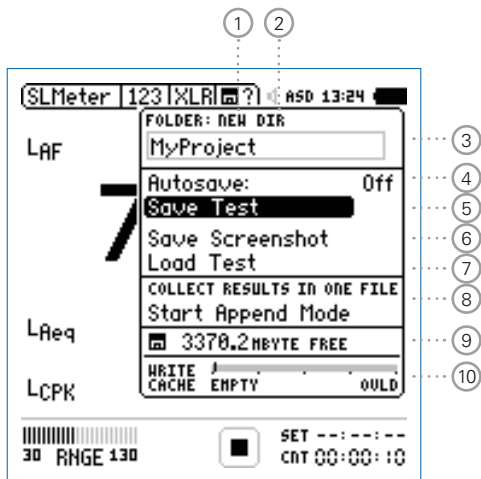 1 2
SLMeter 123 XLR ? ASD 13:24
FOLDER: NEW DIR
MyProject
3
LAF
Autosave: Off
4
7
Save Test
5
Save Screenshot
6
Load Test
7
COLLECT RESULTS IN ONE FILE
8
Start Append Mode
LAeq
3370.2 MBYTE FREE
9
WRITE
CACHE EMPTY OVLD
10
LCPK
30 RNGE 130
SET --:--:--
CNT 00:00:10